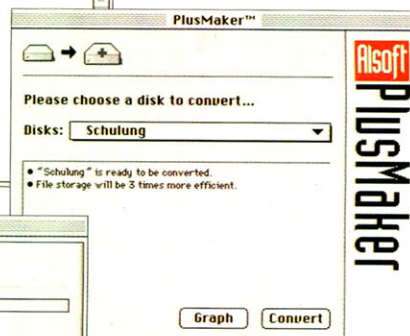 PlusMaker™
Please choose a disk to convert...
Disks: Schulung
• "Schulung" is ready to be converted.
• File storage will be 3 times more efficient.
Graph
Convert
Alsoft
PlusMaker